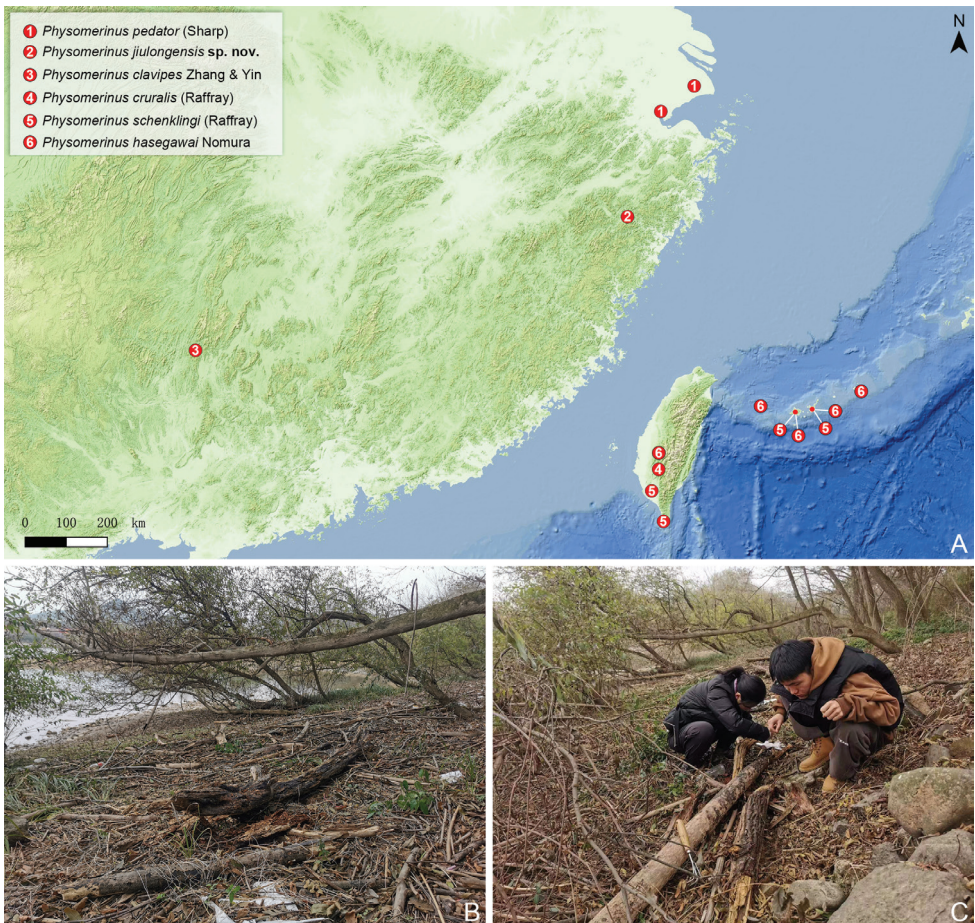 1 Physomerinus pedator (Sharp)
2 Physomerinus jiulongensis sp. nov.
3 Physomerinus clavipes Zhang & Yin
4 Physomerinus cruralis (Raffray)
5 Physomerinus schenklingi (Raffray)
6 Physomerinus hasegawai Nomura
N
1
1
2
3
6
6
6
5
6
5
6
4
5
5
0 100 200 km
A
B
C